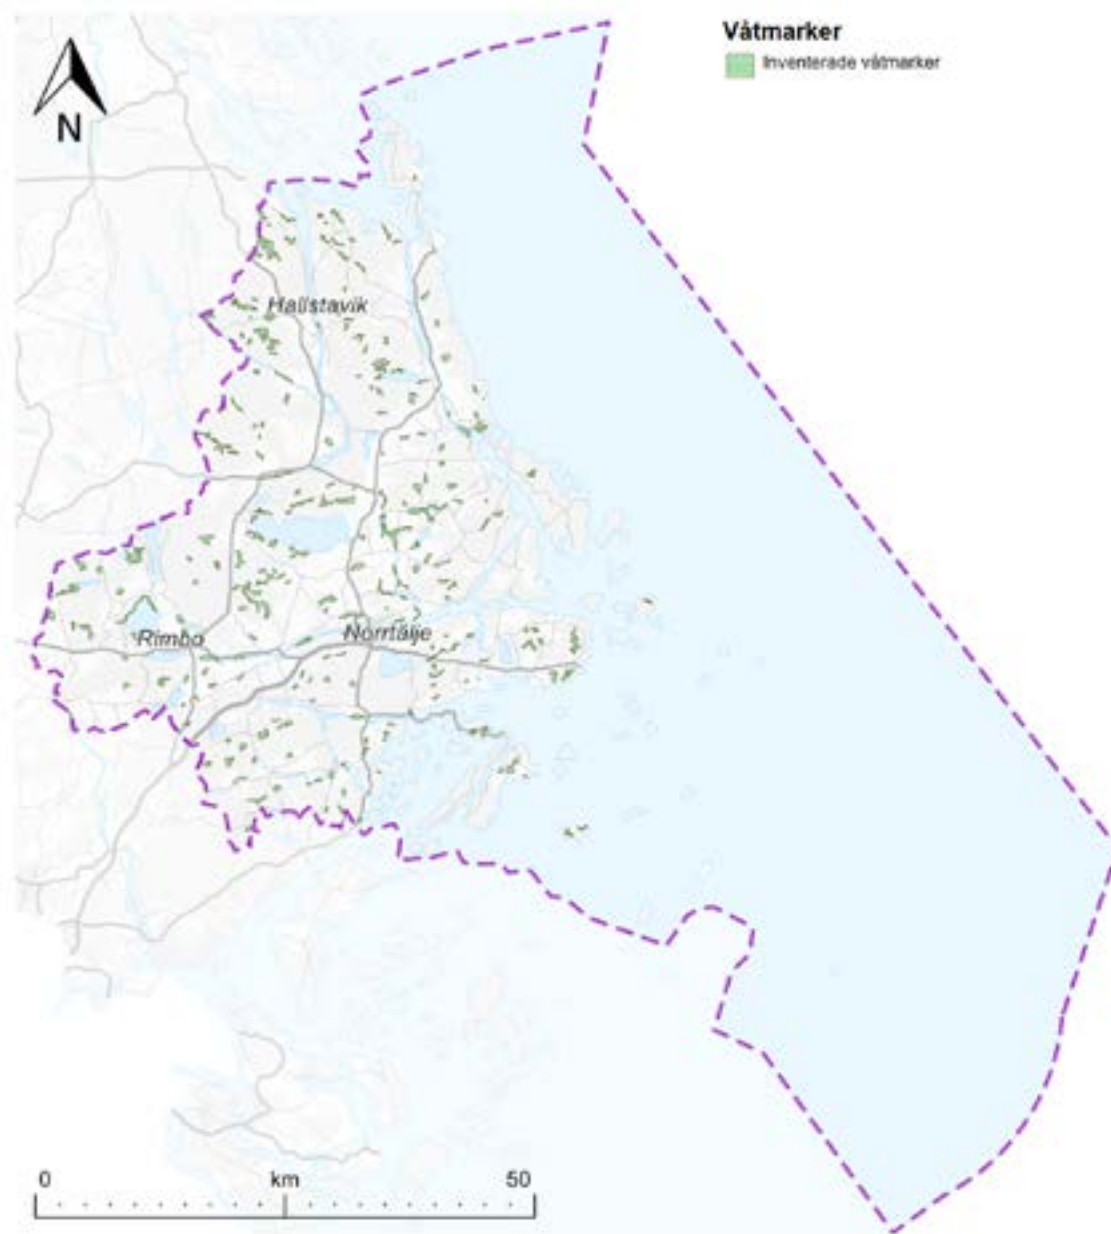 Våtmarker
Inventerade våtmarker
N
Hallstavik
Rimbo
Norrtälje
0 km 50